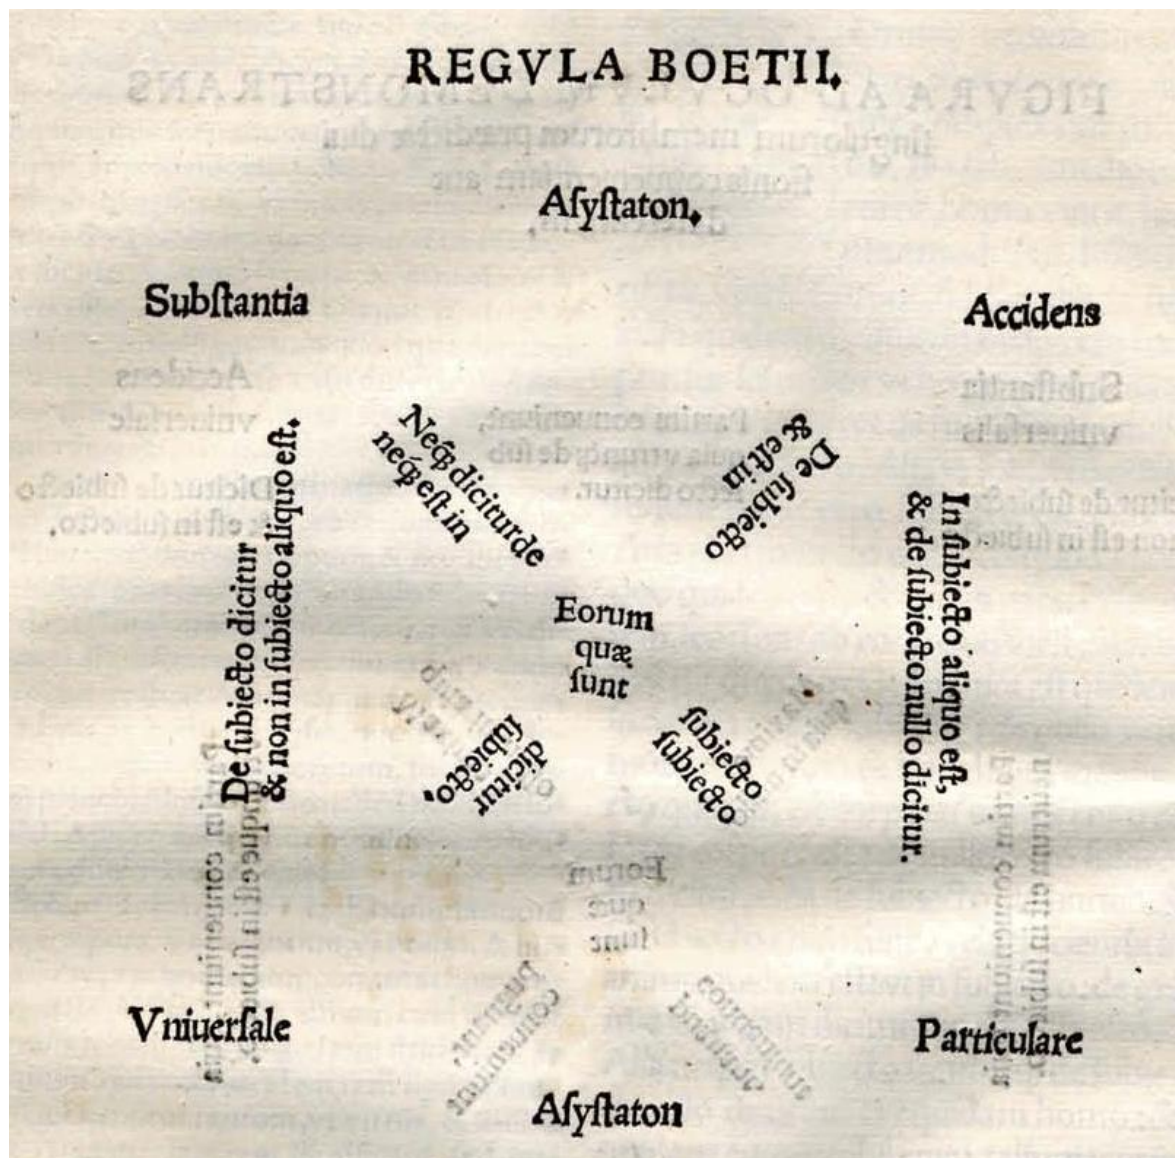 REGVLA BOETII.
Aſyſtaton.
Subſtantia
Accidens
Neq; dicitur de
neq; eſt in
De ſubiecto
& eſt in
De ſubiecto dicitur
& non in ſubiecto aliquo eſt.
In ſubiecto aliquo eſt,
& de ſubiecto nullo dicitur.
Eorum
quæ
ſunt
dicitur
ſubiecto.
ſubiecto
ſubiecto
Vniuerſale
Particulare
Aſyſtaton